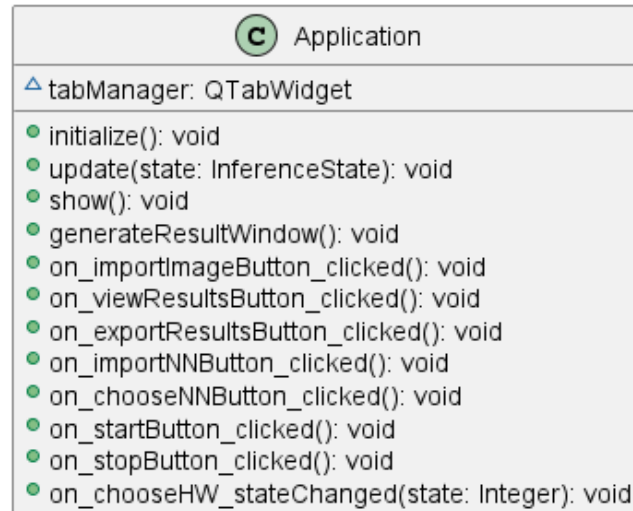 C Application
tabManager: QTabWidget
initialize(): void
update(state: InferenceState): void
show(): void
generateResultWindow(): void
on_importImageButton_clicked(): void
on_viewResultsButton_clicked(): void
on_exportResultsButton_clicked(): void
on_importNNButton_clicked(): void
on_chooseNNButton_clicked(): void
on_startButton_clicked(): void
on_stopButton_clicked(): void
on_chooseHW_stateChanged(state: Integer): void